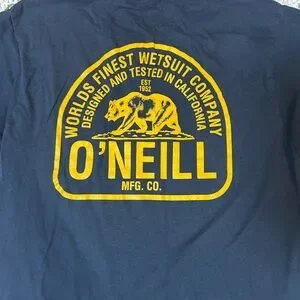 WORLDS FINEST WETSUIT COMPANY
DESIGNED AND TESTED IN CALIFORNIA
EST
1952
O'NEILL
MFG. CO.